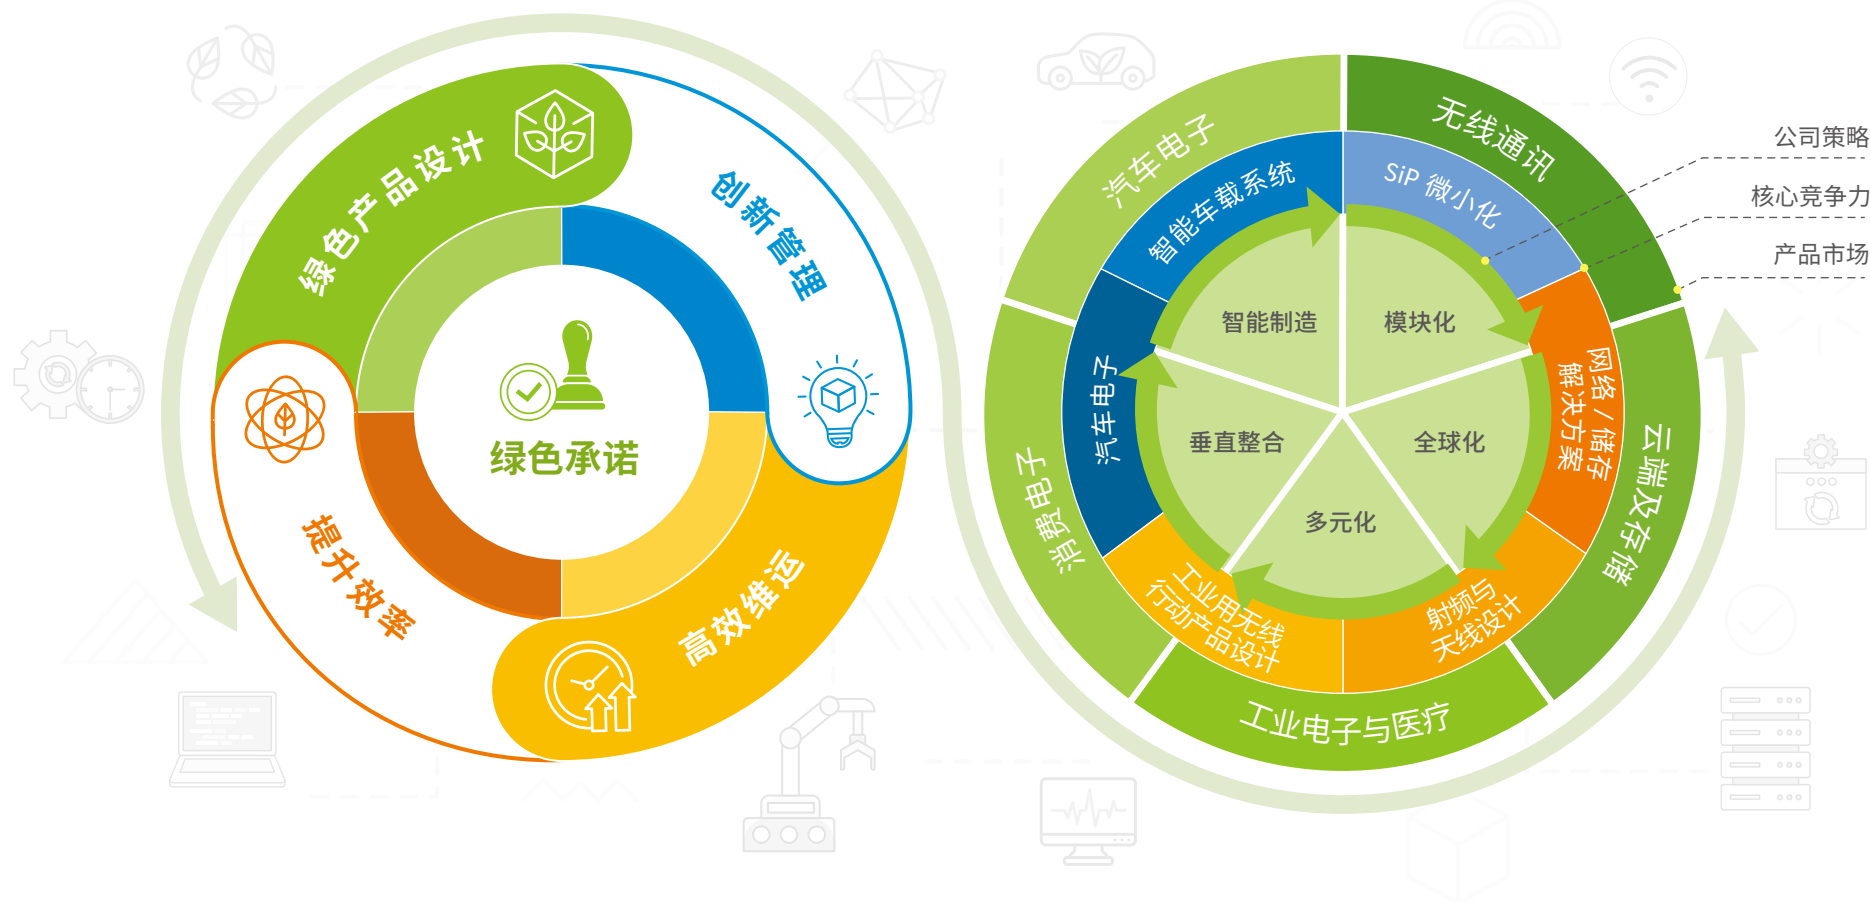 绿色产品设计
创新管理
提升效率
高效维运
绿色承诺
汽车电子
无线通讯
云端及存储
工业电子与医疗
消费电子
智能车载系统
SiP 微小化
网络 / 储存
解决方案
射频与
天线设计
工业用无线
行动产品设计
汽车电子
智能制造
模块化
垂直整合
全球化
多元化
公司策略
核心竞争力
产品市场